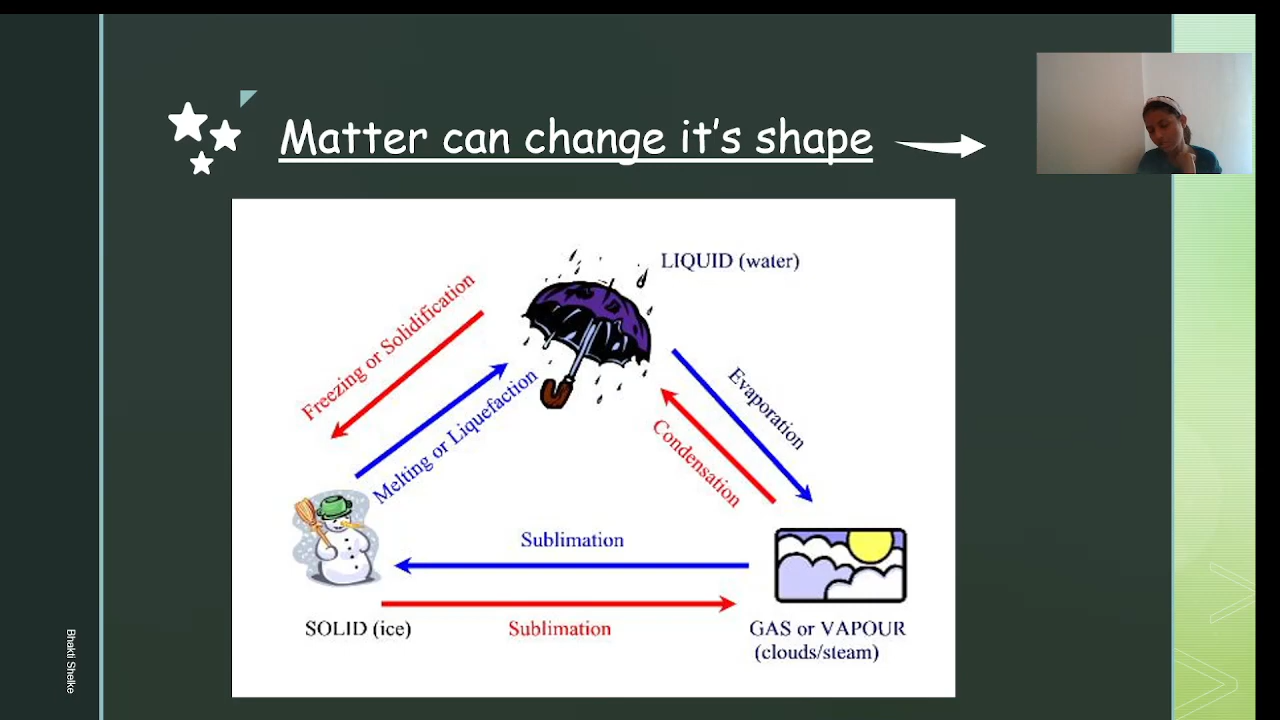 Matter can change it's shape
LIQUID (water)
Freezing or Solidification
Melting or Liquefaction
Evaporation
Condensation
Sublimation
Sublimation
SOLID (ice)
GAS or VAPOUR
(clouds/steam)
Bhakti Shelke